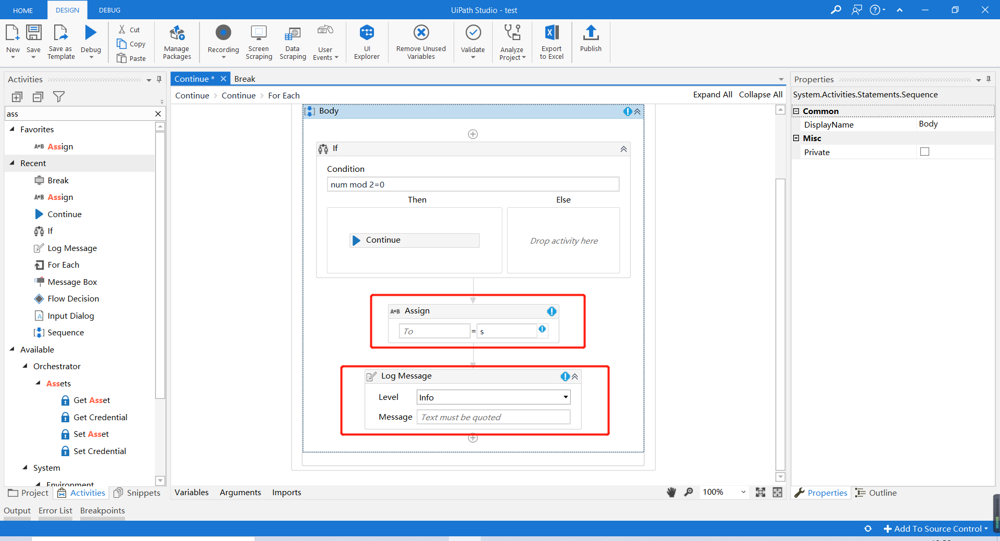 HOME DESIGN DEBUG UiPath Studio - test
New Save Save as Template Debug
Cut
Copy
Paste
Manage Packages
Recording
Screen Scraping
Data Scraping
User Events
UI Explorer
Remove Unused Variables
Validate
Analyze Project
Export to Excel
Publish
Activities
ass
Favorites
A←B Assign
Recent
Break
A←B Assign
Continue
If
Log Message
For Each
Message Box
Flow Decision
Input Dialog
Sequence
Available
Orchestrator
Assets
Get Asset
Get Credential
Set Asset
Set Credential
System
Environment
Project Activities Snippets
Continue * Break
Continue Continue For Each Expand All Collapse All
Body
If
Condition
num mod 2=0
Then Else
Continue Drop activity here
A←B Assign
To = s
Log Message
Level Info
Message Text must be quoted
Variables Arguments Imports 100%
Properties
System.Activities.Statements.Sequence
Common
DisplayName Body
Misc
Private
Properties Outline
Output Error List Breakpoints
Add To Source Control